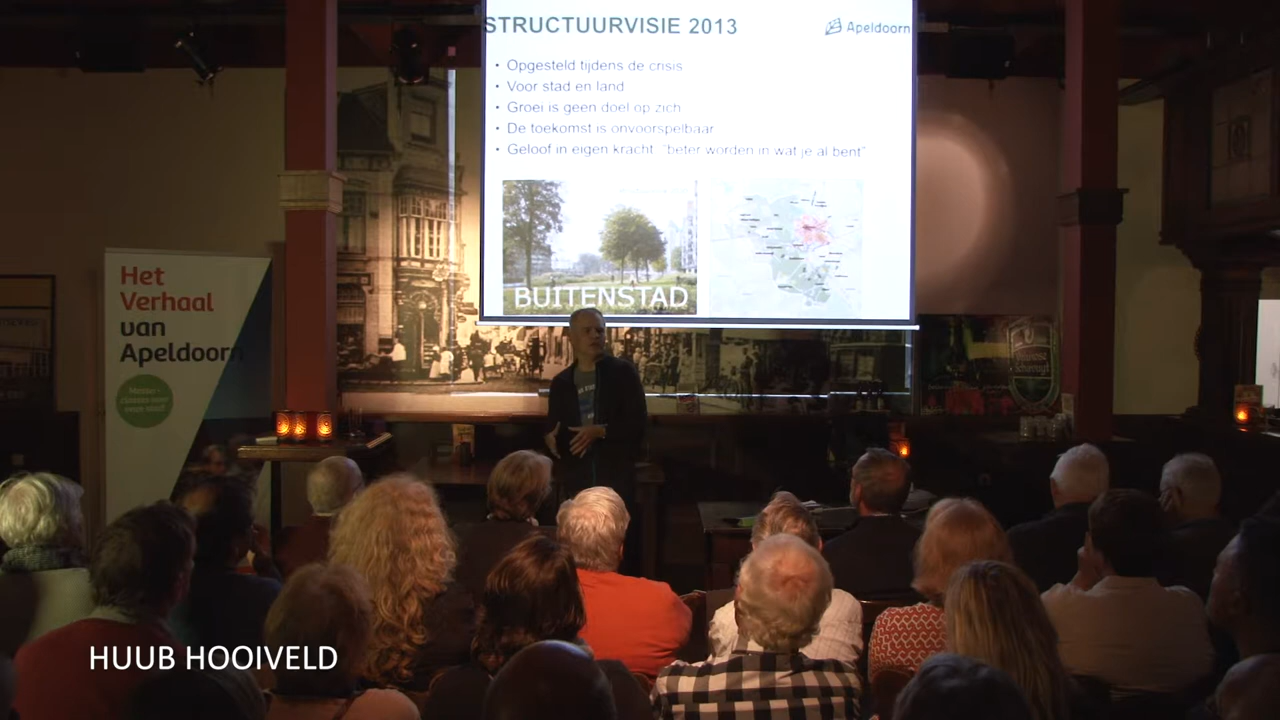 STRUCTUURVISIE 2013
Apeldoorn
• Opgesteld tijdens de crisis
• Voor stad en land
• Groei is geen doel op zich
• De toekomst is onvoorspelbaar
• Geloof in eigen kracht: "beter worden in wat je al bent"
BUITENSTAD
Het
Verhaal
van
Apeldoorn
HUUB HOOIVELD